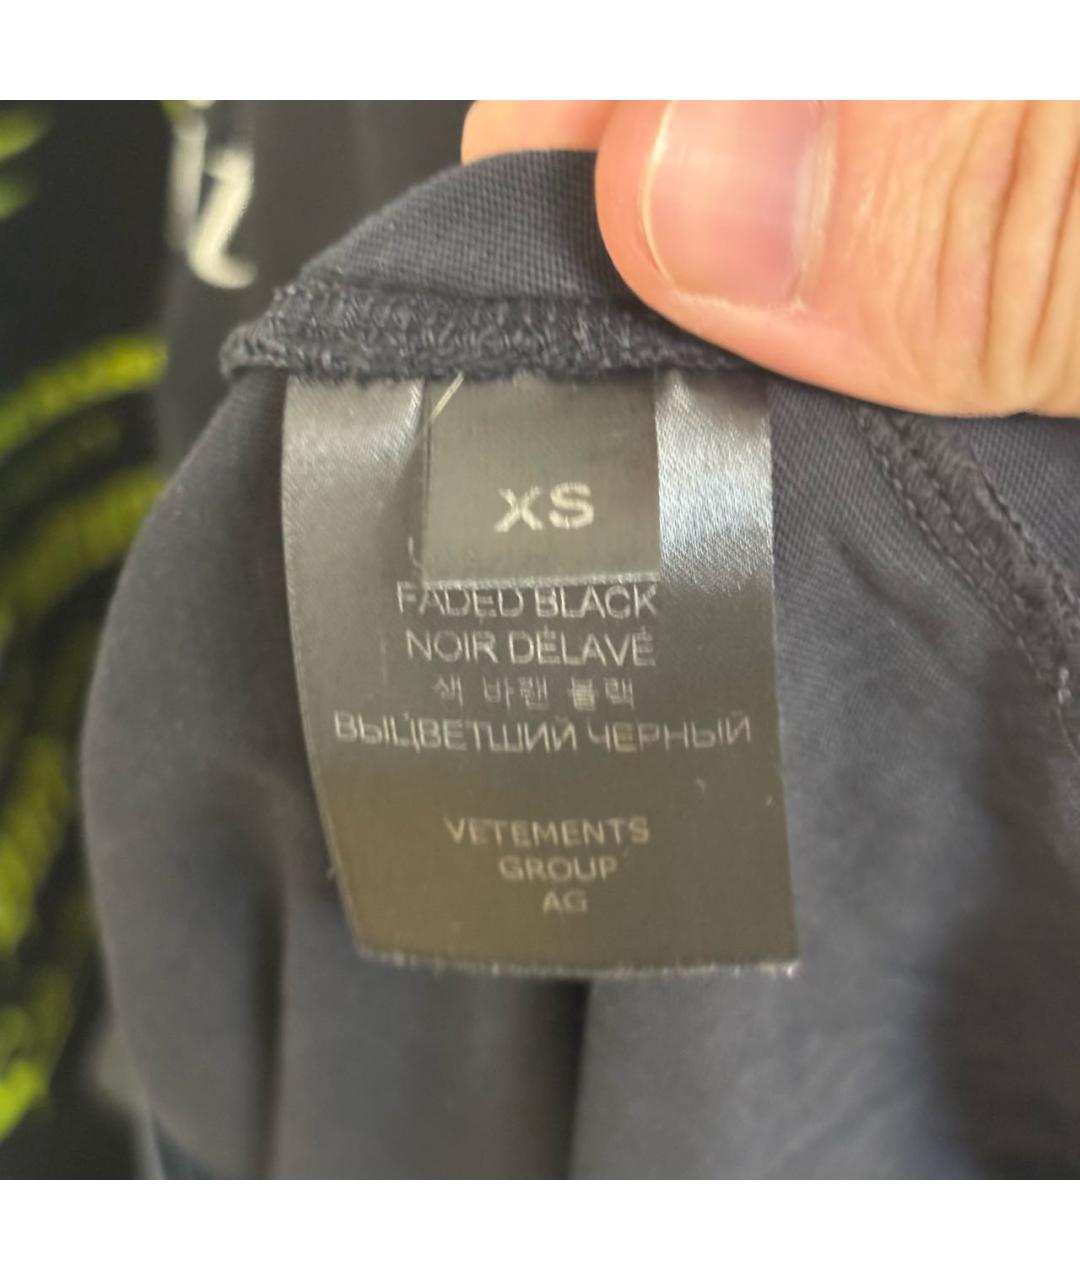 XS
FADED BLACK
NOIR DÉLAVÉ
색 바랜 블랙
ВЫЦВЕТШИЙ ЧЕРНЫЙ
VETEMENTS
GROUP
AG